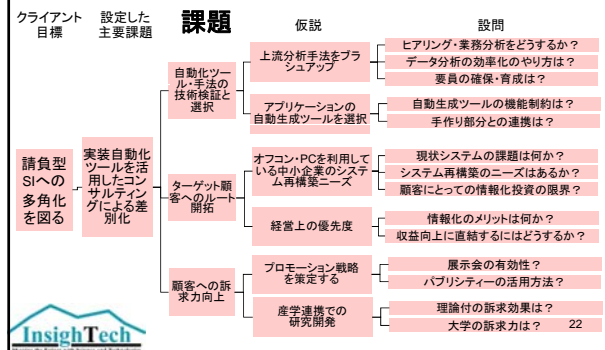 クライアント
目標
設定した
主要課題
課題
仮説
設問
請負型
SIへの
多角化
を図る
実装自動化
ツールを活
用したコン
サルティン
グによる差
別化
自動化ツー
ル・手法の
技術検証と
選択
上流分析手法をブラ
シュアップ
ヒアリング・業務分析をどうするか？
データ分析の効率化のやり方は？
要員の確保・育成は？
アプリケーションの
自動生成ツールを選択
自動生成ツールの機能制約は？
手作り部分との連携は？
ターゲット顧
客へのルート
開拓
オフコン・PCを利用して
いる中小企業のシステ
ム再構築ニーズ
現状システムの課題は何か？
システム再構築のニーズはあるか？
顧客にとっての情報化投資の限界？
経営上の優先度
情報化のメリットは何か？
収益向上に直結するにはどうするか？
顧客への訴
求力向上
プロモーション戦略
を策定する
展示会の有効性？
パブリシティーの活用方法？
産学連携での
研究開発
理論付の訴求効果は？
大学の訴求力は？
22
InsighTech